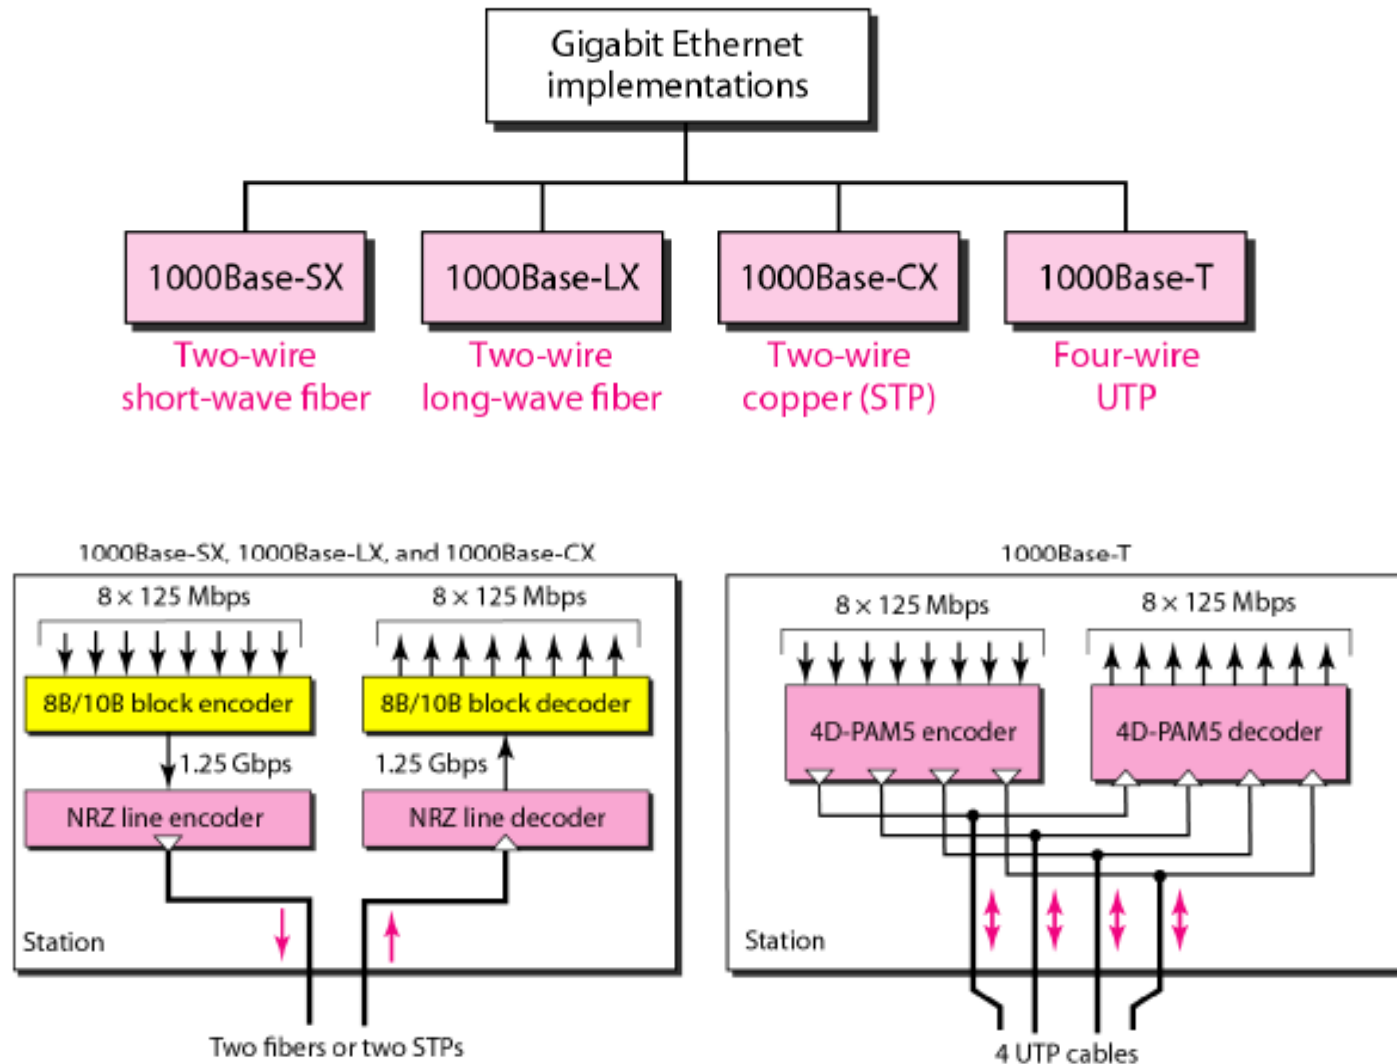 Gigabit Ethernet
implementations
1000Base-SX
1000Base-LX
1000Base-CX
1000Base-T
Two-wire
short-wave fiber
Two-wire
long-wave fiber
Two-wire
copper (STP)
Four-wire
UTP
1000Base-SX, 1000Base-LX, and 1000Base-CX
8 × 125 Mbps
8 × 125 Mbps
8B/10B block encoder
8B/10B block decoder
1.25 Gbps
1.25 Gbps
NRZ line encoder
NRZ line decoder
Station
Two fibers or two STPs
1000Base-T
8 × 125 Mbps
8 × 125 Mbps
4D-PAM5 encoder
4D-PAM5 decoder
Station
4 UTP cables